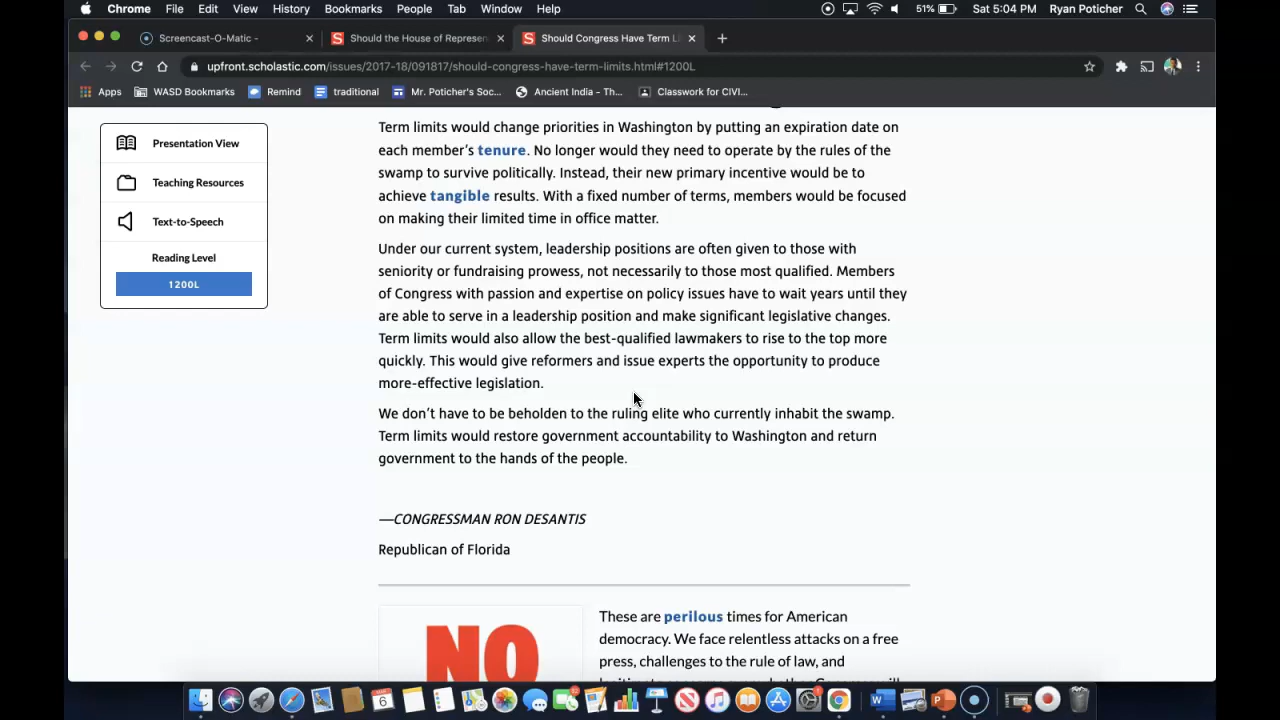 Chrome File Edit View History Bookmarks People Tab Window Help 51% Sat 5:04 PM Ryan Poticher
Screencast-O-Matic - Should the House of Represen Should Congress Have Term Li
upfront.scholastic.com/issues/2017-18/091817/should-congress-have-term-limits.html#1200L
Apps WASD Bookmarks Remind traditional Mr. Poticher's Soc... Ancient India - Th... Classwork for CIVI...
Presentation View
Teaching Resources
Text-to-Speech
Reading Level
1200L
Term limits would change priorities in Washington by putting an expiration date on
each member's tenure. No longer would they need to operate by the rules of the
swamp to survive politically. Instead, their new primary incentive would be to
achieve tangible results. With a fixed number of terms, members would be focused
on making their limited time in office matter.
Under our current system, leadership positions are often given to those with
seniority or fundraising prowess, not necessarily to those most qualified. Members
of Congress with passion and expertise on policy issues have to wait years until they
are able to serve in a leadership position and make significant legislative changes.
Term limits would also allow the best-qualified lawmakers to rise to the top more
quickly. This would give reformers and issue experts the opportunity to produce
more-effective legislation.
We don't have to be beholden to the ruling elite who currently inhabit the swamp.
Term limits would restore government accountability to Washington and return
government to the hands of the people.
—CONGRESSMAN RON DESANTIS
Republican of Florida
NO
These are perilous times for American
democracy. We face relentless attacks on a free
press, challenges to the rule of law, and